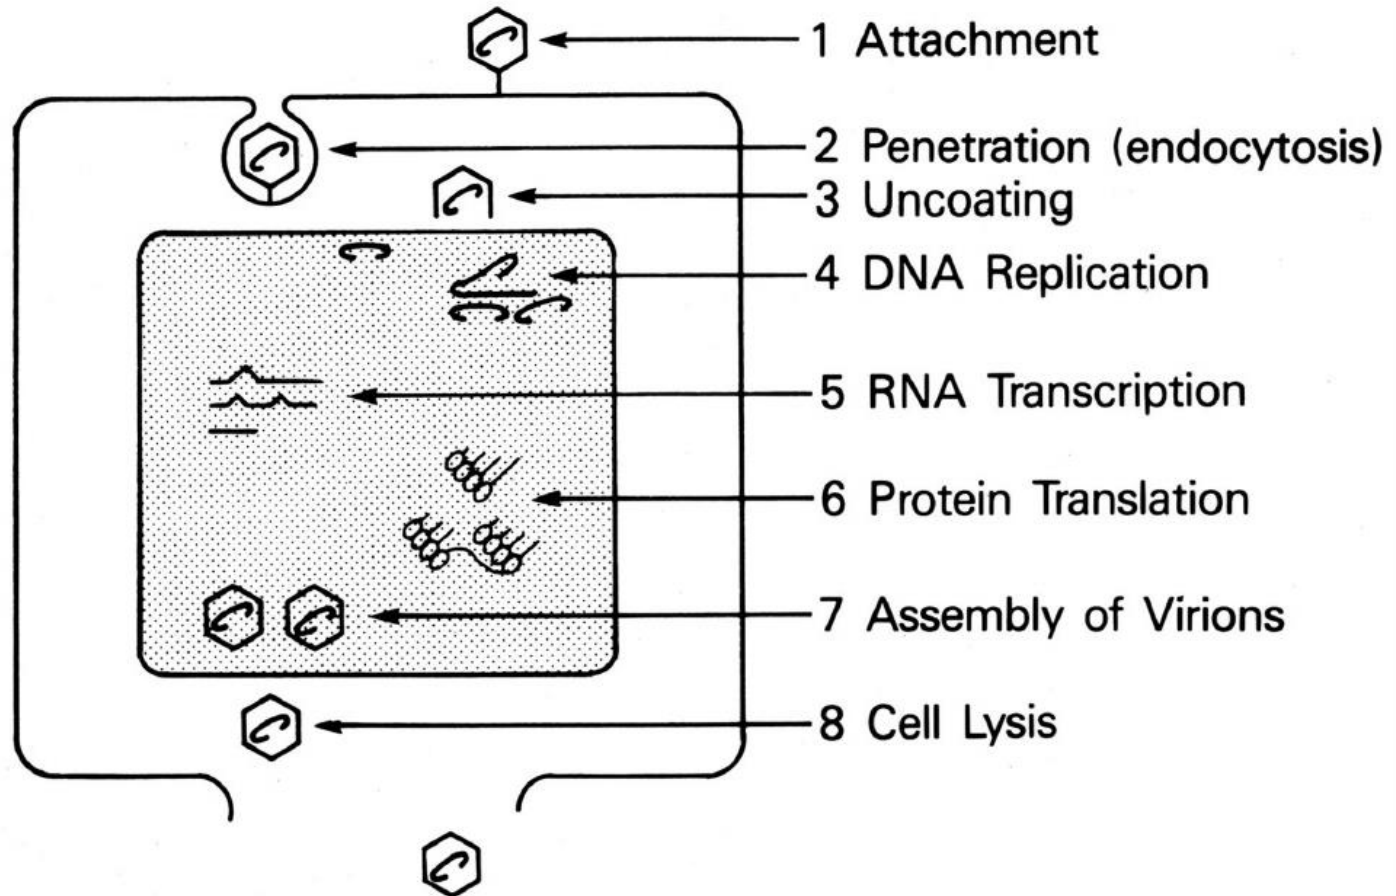 1 Attachment
2 Penetration (endocytosis)
3 Uncoating
4 DNA Replication
5 RNA Transcription
6 Protein Translation
7 Assembly of Virions
8 Cell Lysis